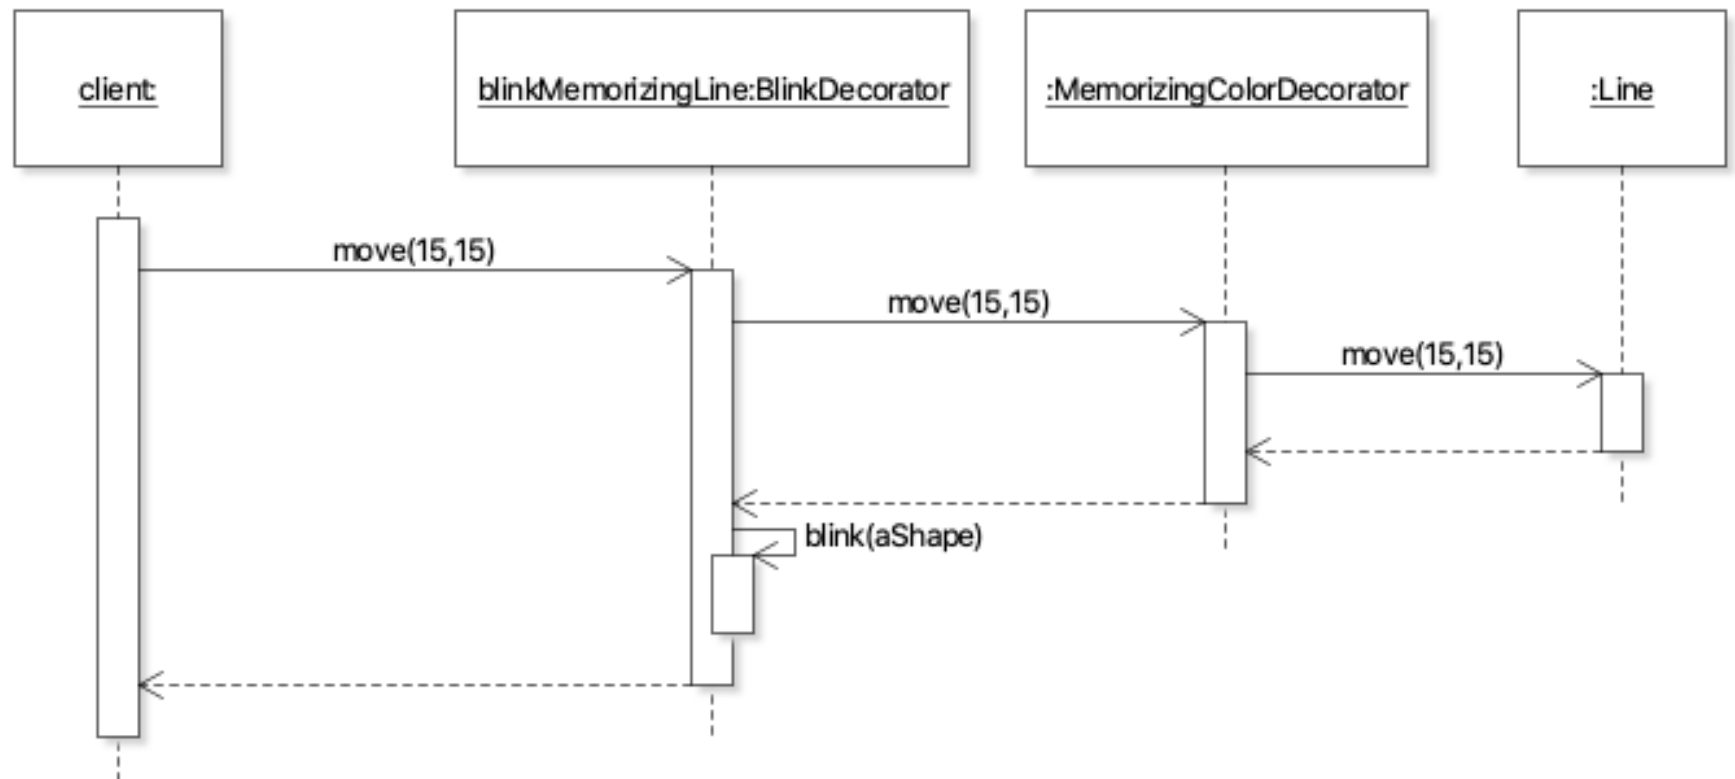 client:
blinkMemorizingLine:BlinkDecorator
:MemorizingColorDecorator
:Line
move(15,15)
move(15,15)
move(15,15)
blink(aShape)